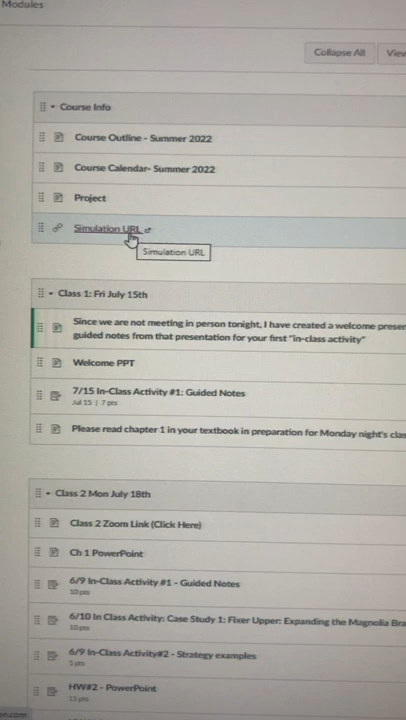 Modules
Collapse All
View
Course Info
Course Outline - Summer 2022
Course Calendar- Summer 2022
Project
Simulation URL
Simulation URL
Class 1: Fri July 15th
Since we are not meeting in person tonight, I have created a welcome presen
guided notes from that presentation for your first "in-class activity"
Welcome PPT
7/15 In-Class Activity #1: Guided Notes
Jul 15 | 7 pts
Please read chapter 1 in your textbook in preparation for Monday night's clas
Class 2 Mon July 18th
Class 2 Zoom Link (Click Here)
Ch 1 PowerPoint
6/9 In-Class Activity #1 - Guided Notes
10 pts
6/10 In Class Activity: Case Study 1: Fixer Upper: Expanding the Magnolia Bra
10 pts
6/9 In-Class Activity#2 - Strategy examples
5 pts
HW#2 - PowerPoint
15 pts